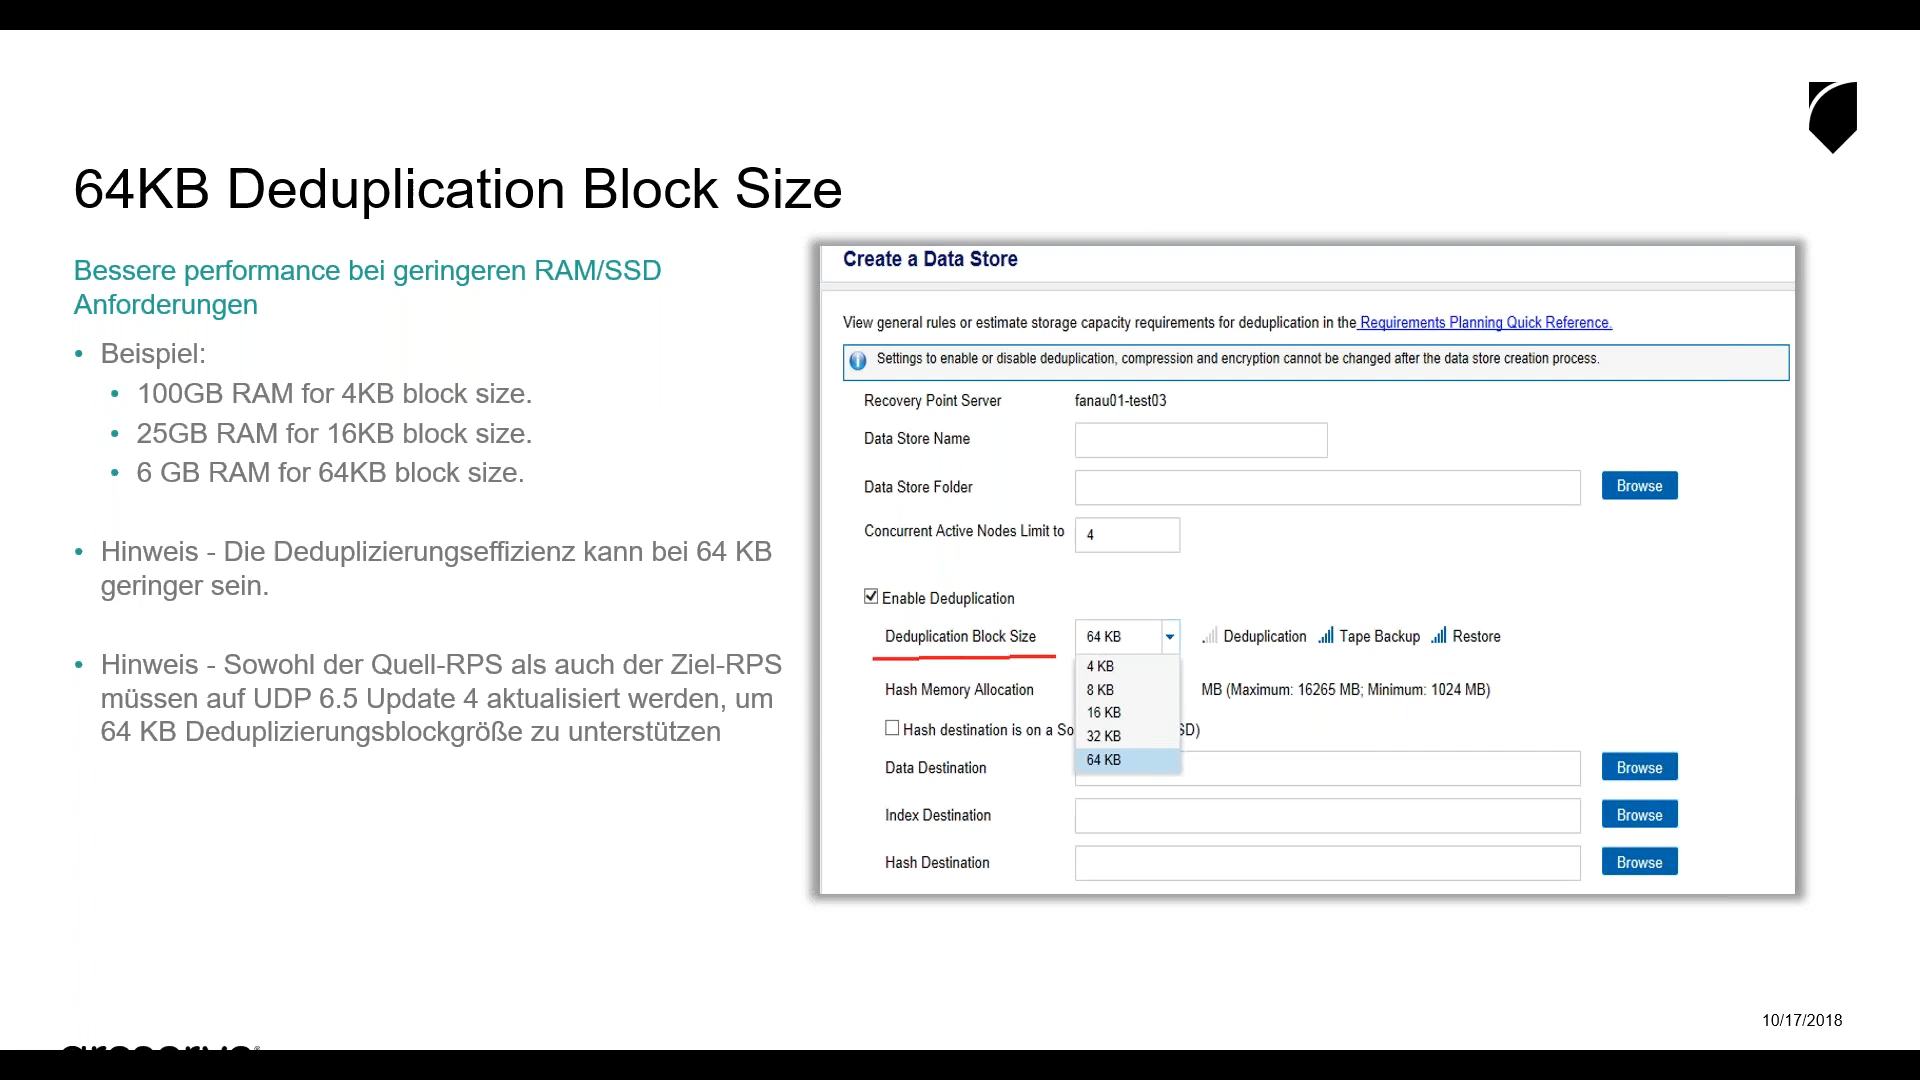 64KB Deduplication Block Size
Bessere performance bei geringeren RAM/SSD
Anforderungen
• Beispiel:
• 100GB RAM for 4KB block size.
• 25GB RAM for 16KB block size.
• 6 GB RAM for 64KB block size.
• Hinweis - Die Deduplizierungseffizienz kann bei 64 KB
geringer sein.
• Hinweis - Sowohl der Quell-RPS als auch der Ziel-RPS
müssen auf UDP 6.5 Update 4 aktualisiert werden, um
64 KB Deduplizierungsblockgröße zu unterstützen
Create a Data Store
View general rules or estimate storage capacity requirements for deduplication in the Requirements Planning Quick Reference.
Settings to enable or disable deduplication, compression and encryption cannot be changed after the data store creation process.
Recovery Point Server fanau01-test03
Data Store Name
Data Store Folder Browse
Concurrent Active Nodes Limit to 4
Enable Deduplication
Deduplication Block Size 64 KB Deduplication Tape Backup Restore
4 KB
8 KB
16 KB
32 KB
64 KB
Hash Memory Allocation MB (Maximum: 16265 MB; Minimum: 1024 MB)
Hash destination is on a So SD)
Data Destination Browse
Index Destination Browse
Hash Destination Browse
10/17/2018